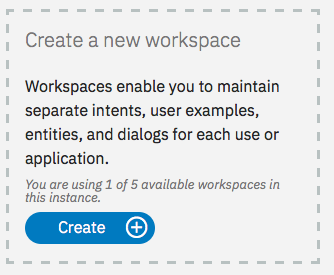 Create a new workspace
Workspaces enable you to maintain
separate intents, user examples,
entities, and dialogs for each use or
application.
You are using 1 of 5 available workspaces in
this instance.
Create